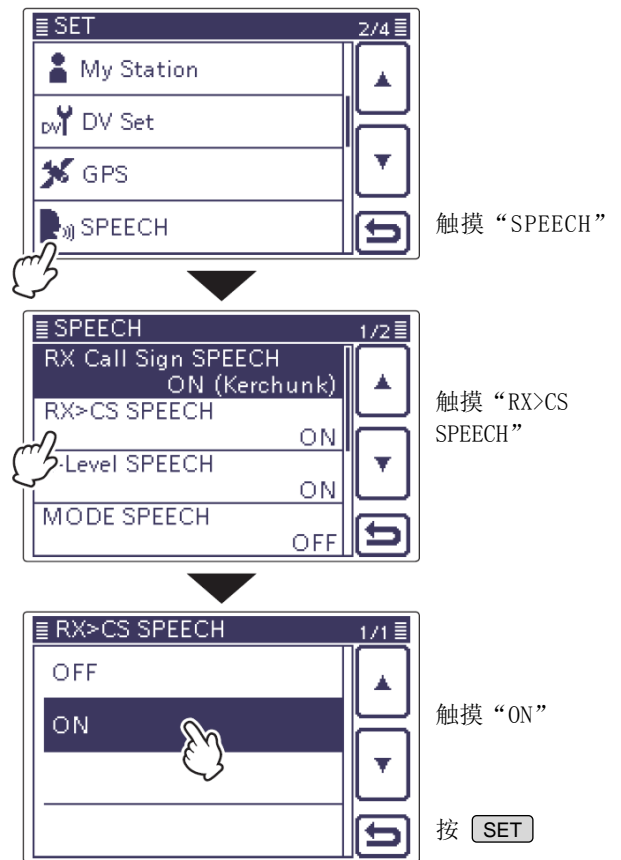 SET 2/4
My Station
DV DV Set
GPS
SPEECH
触摸“SPEECH”
SPEECH 1/2
RX Call Sign SPEECH
ON (Kerchunk)
RX>CS SPEECH
ON
-Level SPEECH
ON
MODE SPEECH
OFF
触摸“RX>CS
SPEECH”
RX>CS SPEECH 1/1
OFF
ON
触摸“ON”
按 SET